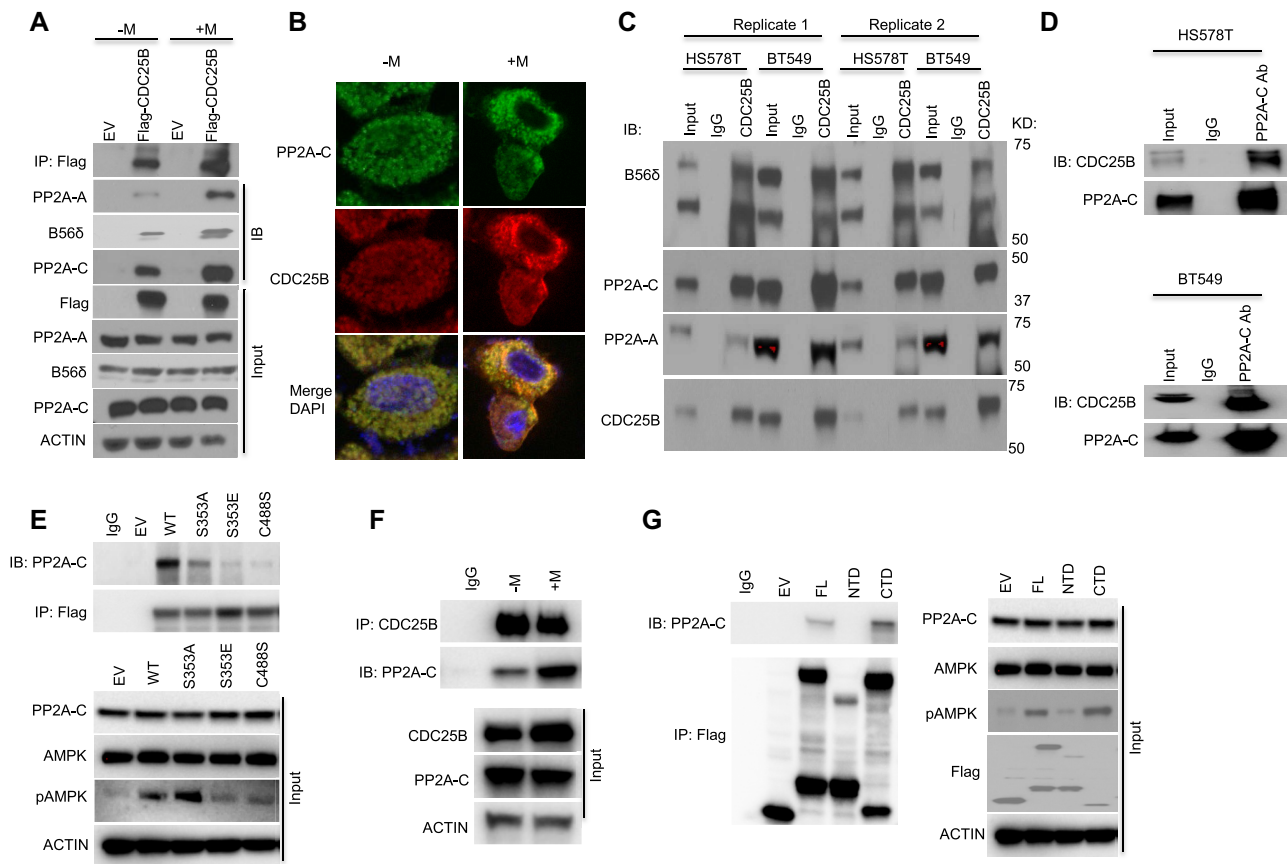 A
-M
+M
EV
Flag-CDC25B
EV
Flag-CDC25B
IP: Flag
PP2A-A
B56δ
PP2A-C
IB
Flag
PP2A-A
B56δ
PP2A-C
ACTIN
Input
B
-M
+M
PP2A-C
CDC25B
Merge
DAPI
C
Replicate 1
Replicate 2
HS578T
BT549
HS578T
BT549
IB:
Input
IgG
CDC25B
Input
IgG
CDC25B
Input
IgG
CDC25B
Input
IgG
CDC25B
KD:
75
B56δ
50
50
PP2A-C
37
75
PP2A-A
50
75
CDC25B
50
D
HS578T
Input
IgG
PP2A-C Ab
IB: CDC25B
PP2A-C
BT549
Input
IgG
PP2A-C Ab
IB: CDC25B
PP2A-C
E
IgG
EV
WT
S353A
S353E
C488S
IB: PP2A-C
IP: Flag
EV
WT
S353A
S353E
C488S
PP2A-C
AMPK
pAMPK
ACTIN
Input
F
IgG
-M
+M
IP: CDC25B
IB: PP2A-C
CDC25B
PP2A-C
ACTIN
Input
G
IgG
EV
FL
NTD
CTD
IB: PP2A-C
IP: Flag
EV
FL
NTD
CTD
PP2A-C
AMPK
pAMPK
Flag
ACTIN
Input